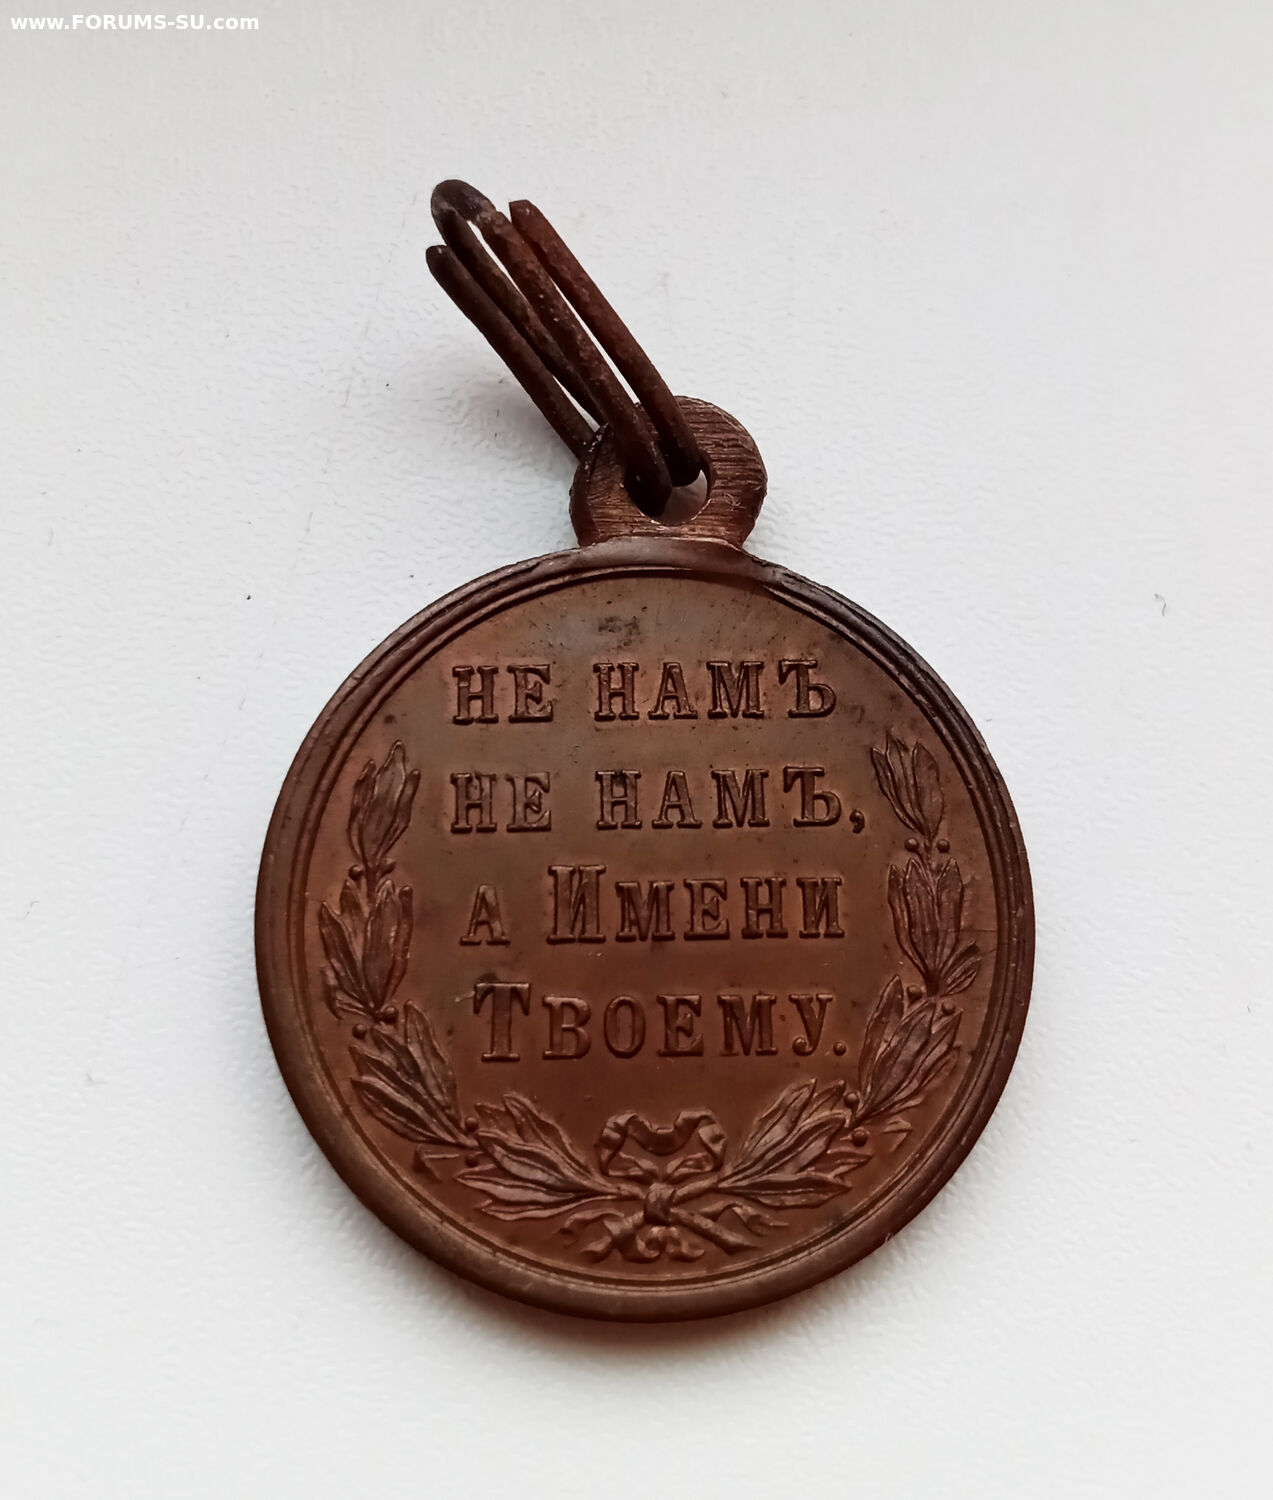 www.FORUMS-SU.com
НЕ НАМЪ
НЕ НАМЪ,
А ИМЕНИ
ТВОЕМУ.